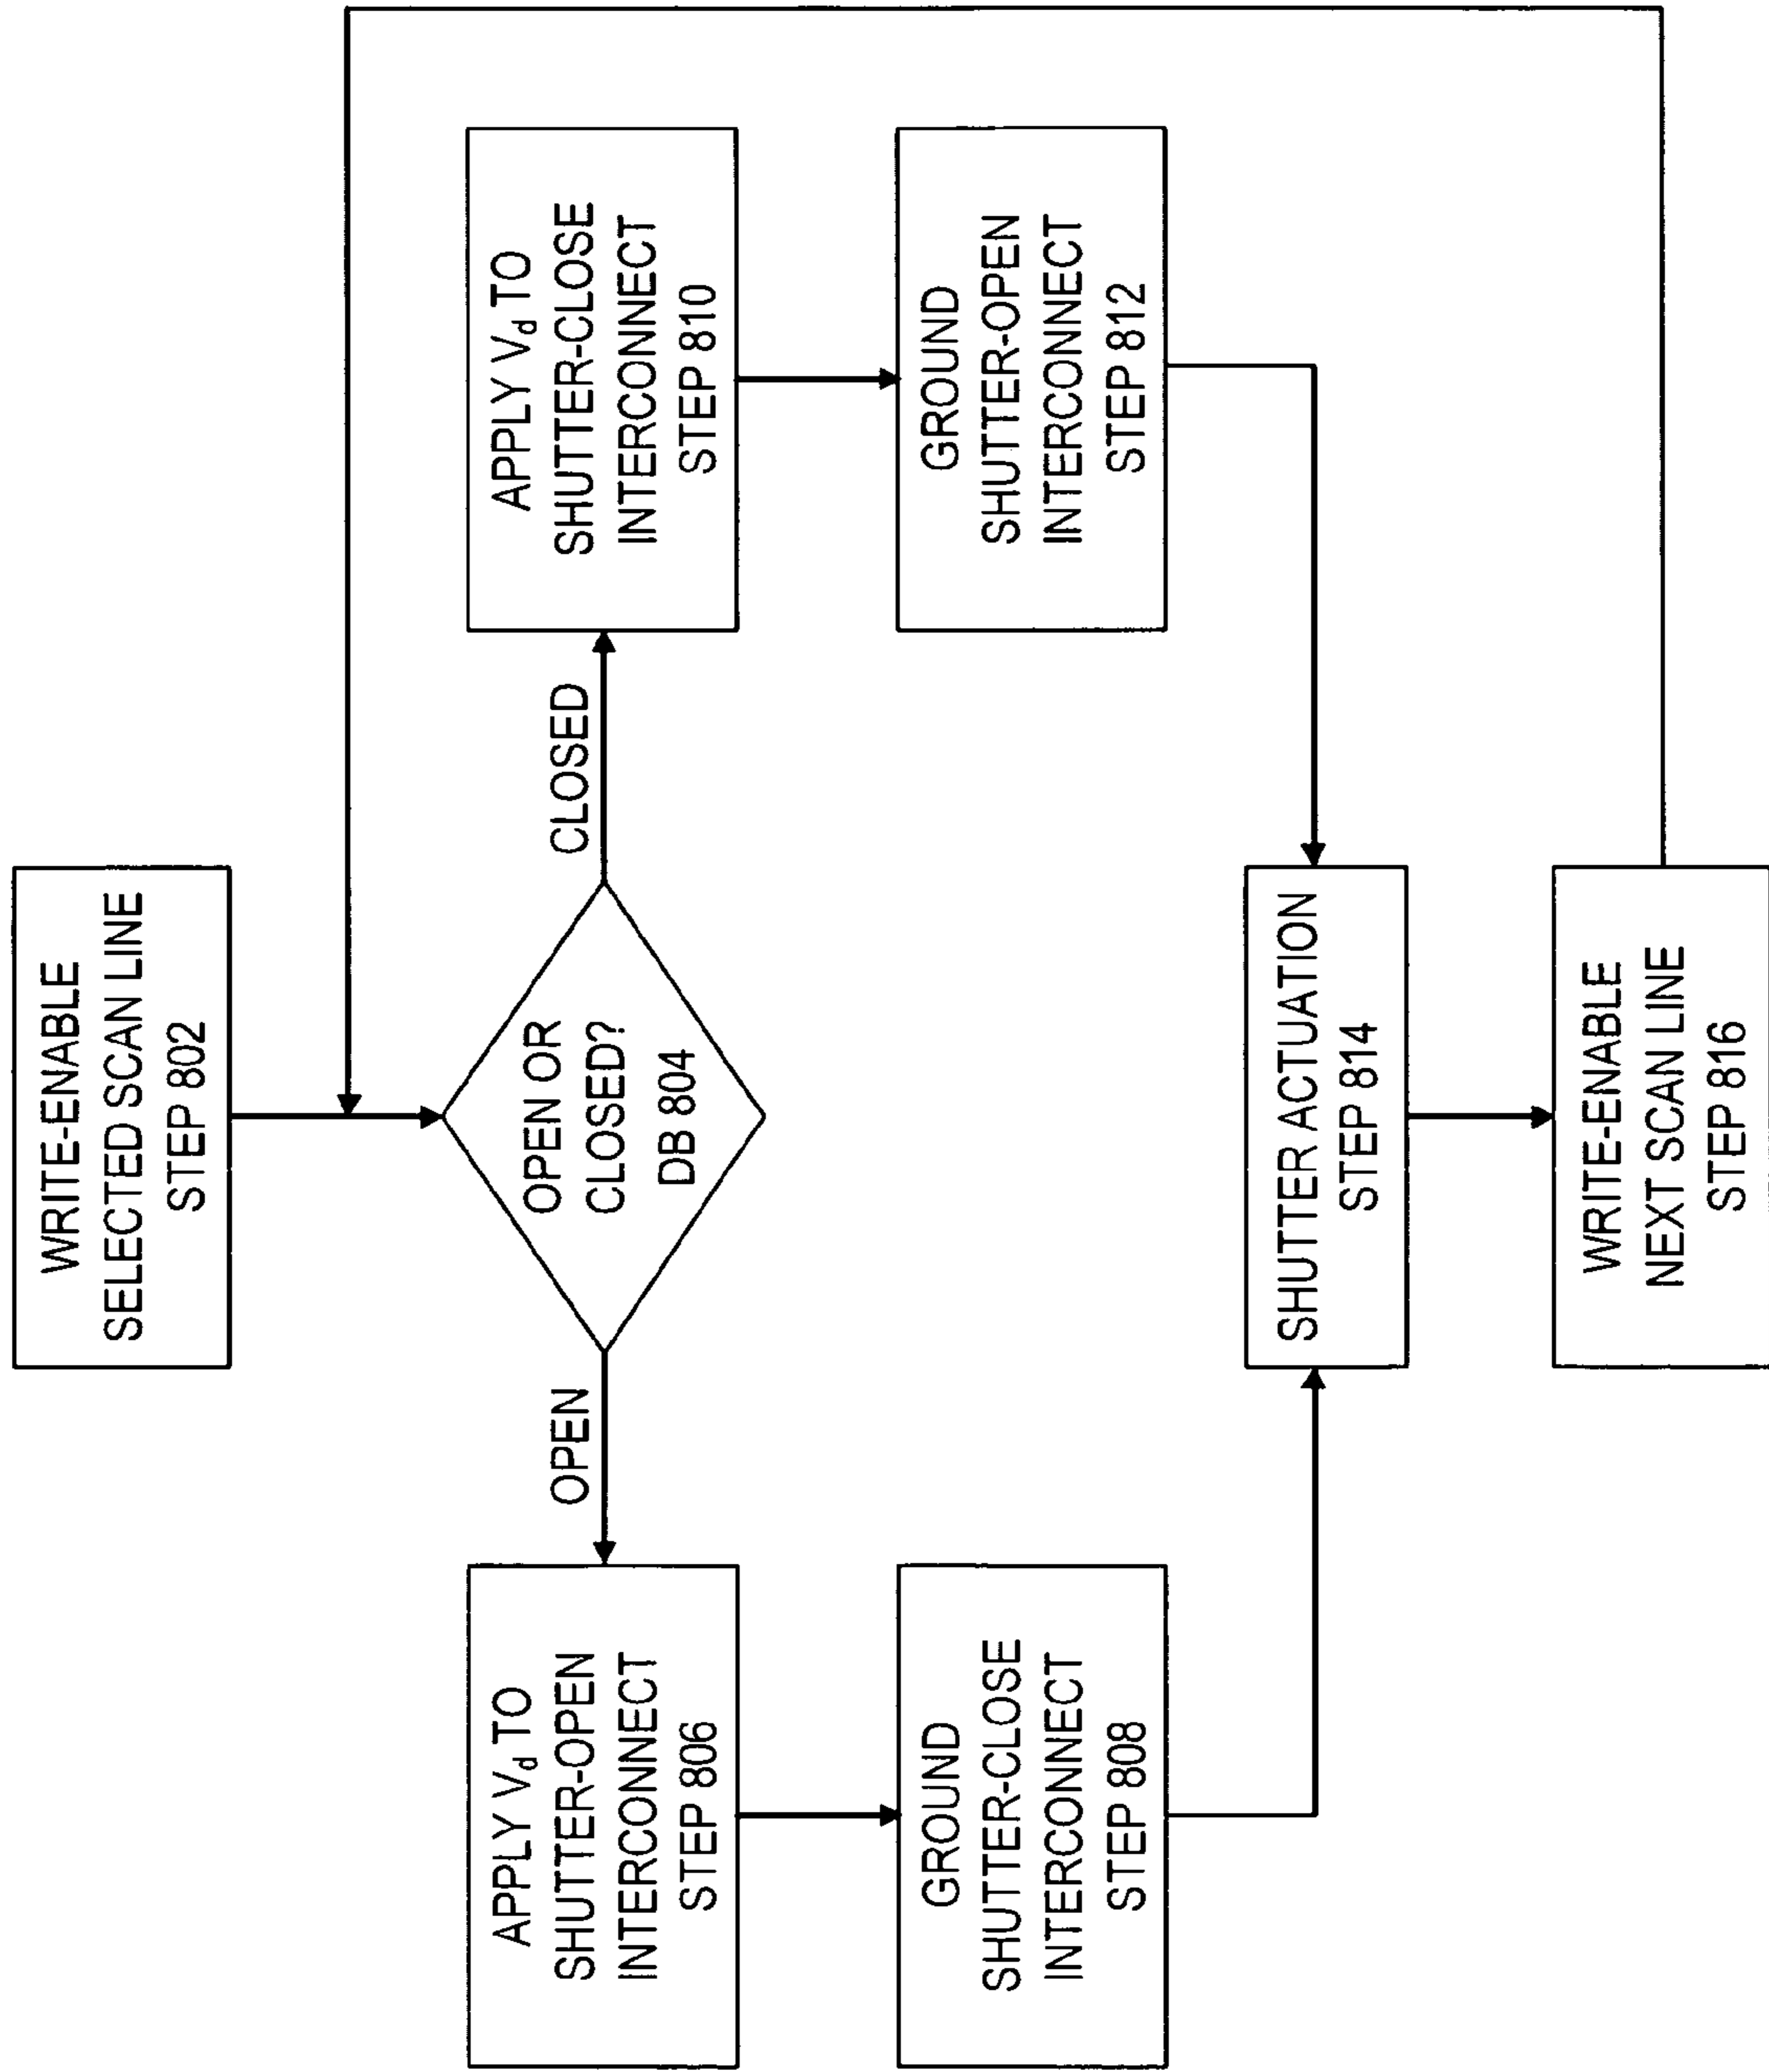 WRITE-ENABLE
SELECTED SCAN LINE
STEP 802
OPEN OR
CLOSED?
DB 804
OPEN
CLOSED
APPLY Vd TO
SHUTTER-OPEN
INTERCONNECT
STEP 806
GROUND
SHUTTER-CLOSE
INTERCONNECT
STEP 808
APPLY Vd TO
SHUTTER-CLOSE
INTERCONNECT
STEP 810
GROUND
SHUTTER-OPEN
INTERCONNECT
STEP 812
SHUTTER ACTUATION
STEP 814
WRITE-ENABLE
NEXT SCAN LINE
STEP 816